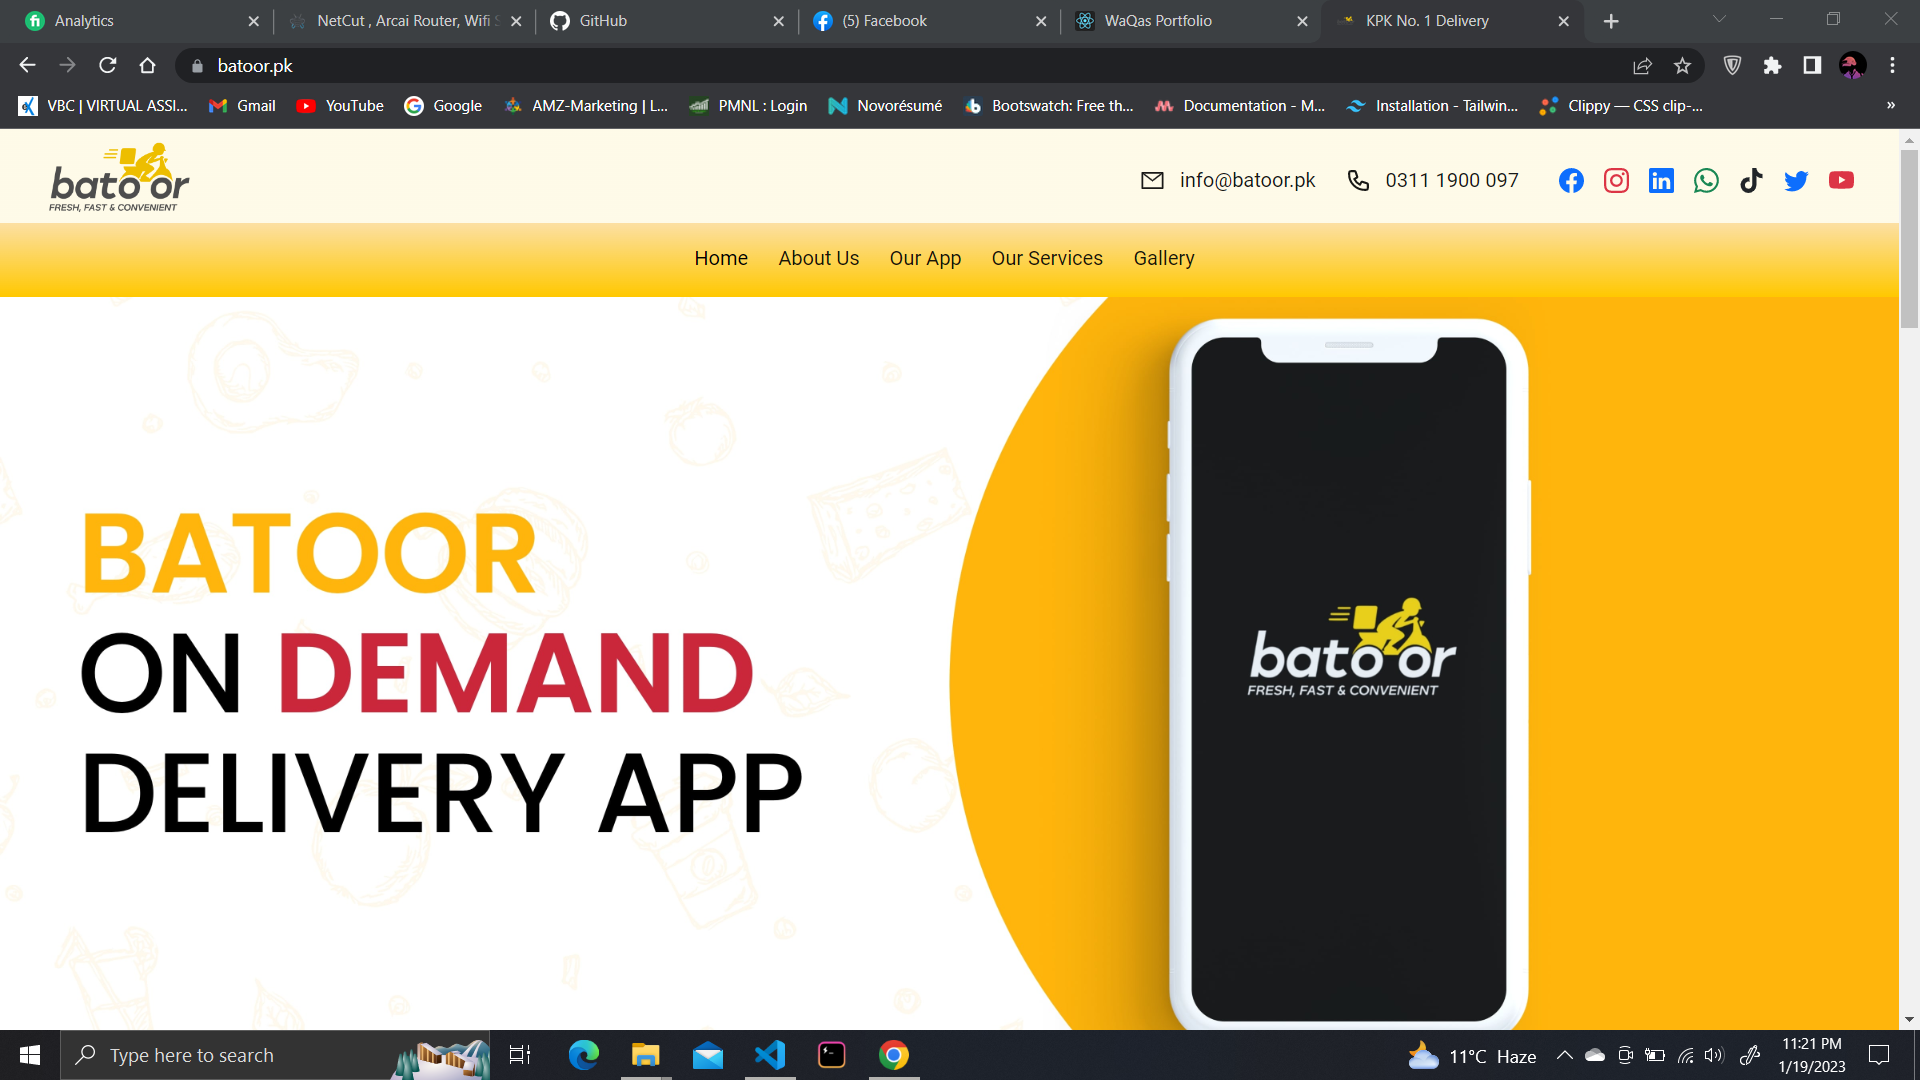 Analytics
NetCut , Arcai Router, Wifi S
GitHub
(5) Facebook
WaQas Portfolio
KPK No. 1 Delivery
batoor.pk
VBC | VIRTUAL ASSI...
Gmail
YouTube
Google
AMZ-Marketing | L...
PMNL : Login
Novorésumé
Bootswatch: Free th...
Documentation - M...
Installation - Tailwin...
Clippy — CSS clip-...
»
batoor
FRESH, FAST & CONVENIENT
info@batoor.pk
0311 1900 097
Home
About Us
Our App
Our Services
Gallery
BATOOR
ON DEMAND
DELIVERY APP
batoor
FRESH, FAST & CONVENIENT
Type here to search
11°C Haze
11:21 PM
1/19/2023